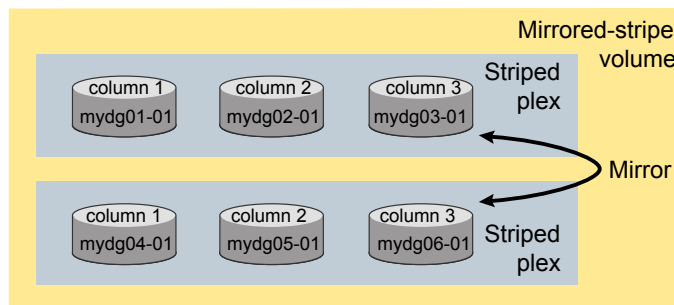 Mirrored-stripe
volume
Striped
plex
column 1
column 2
column 3
mydg01-01
mydg02-01
mydg03-01
Mirror
column 1
column 2
column 3
mydg04-01
mydg05-01
mydg06-01
Striped
plex